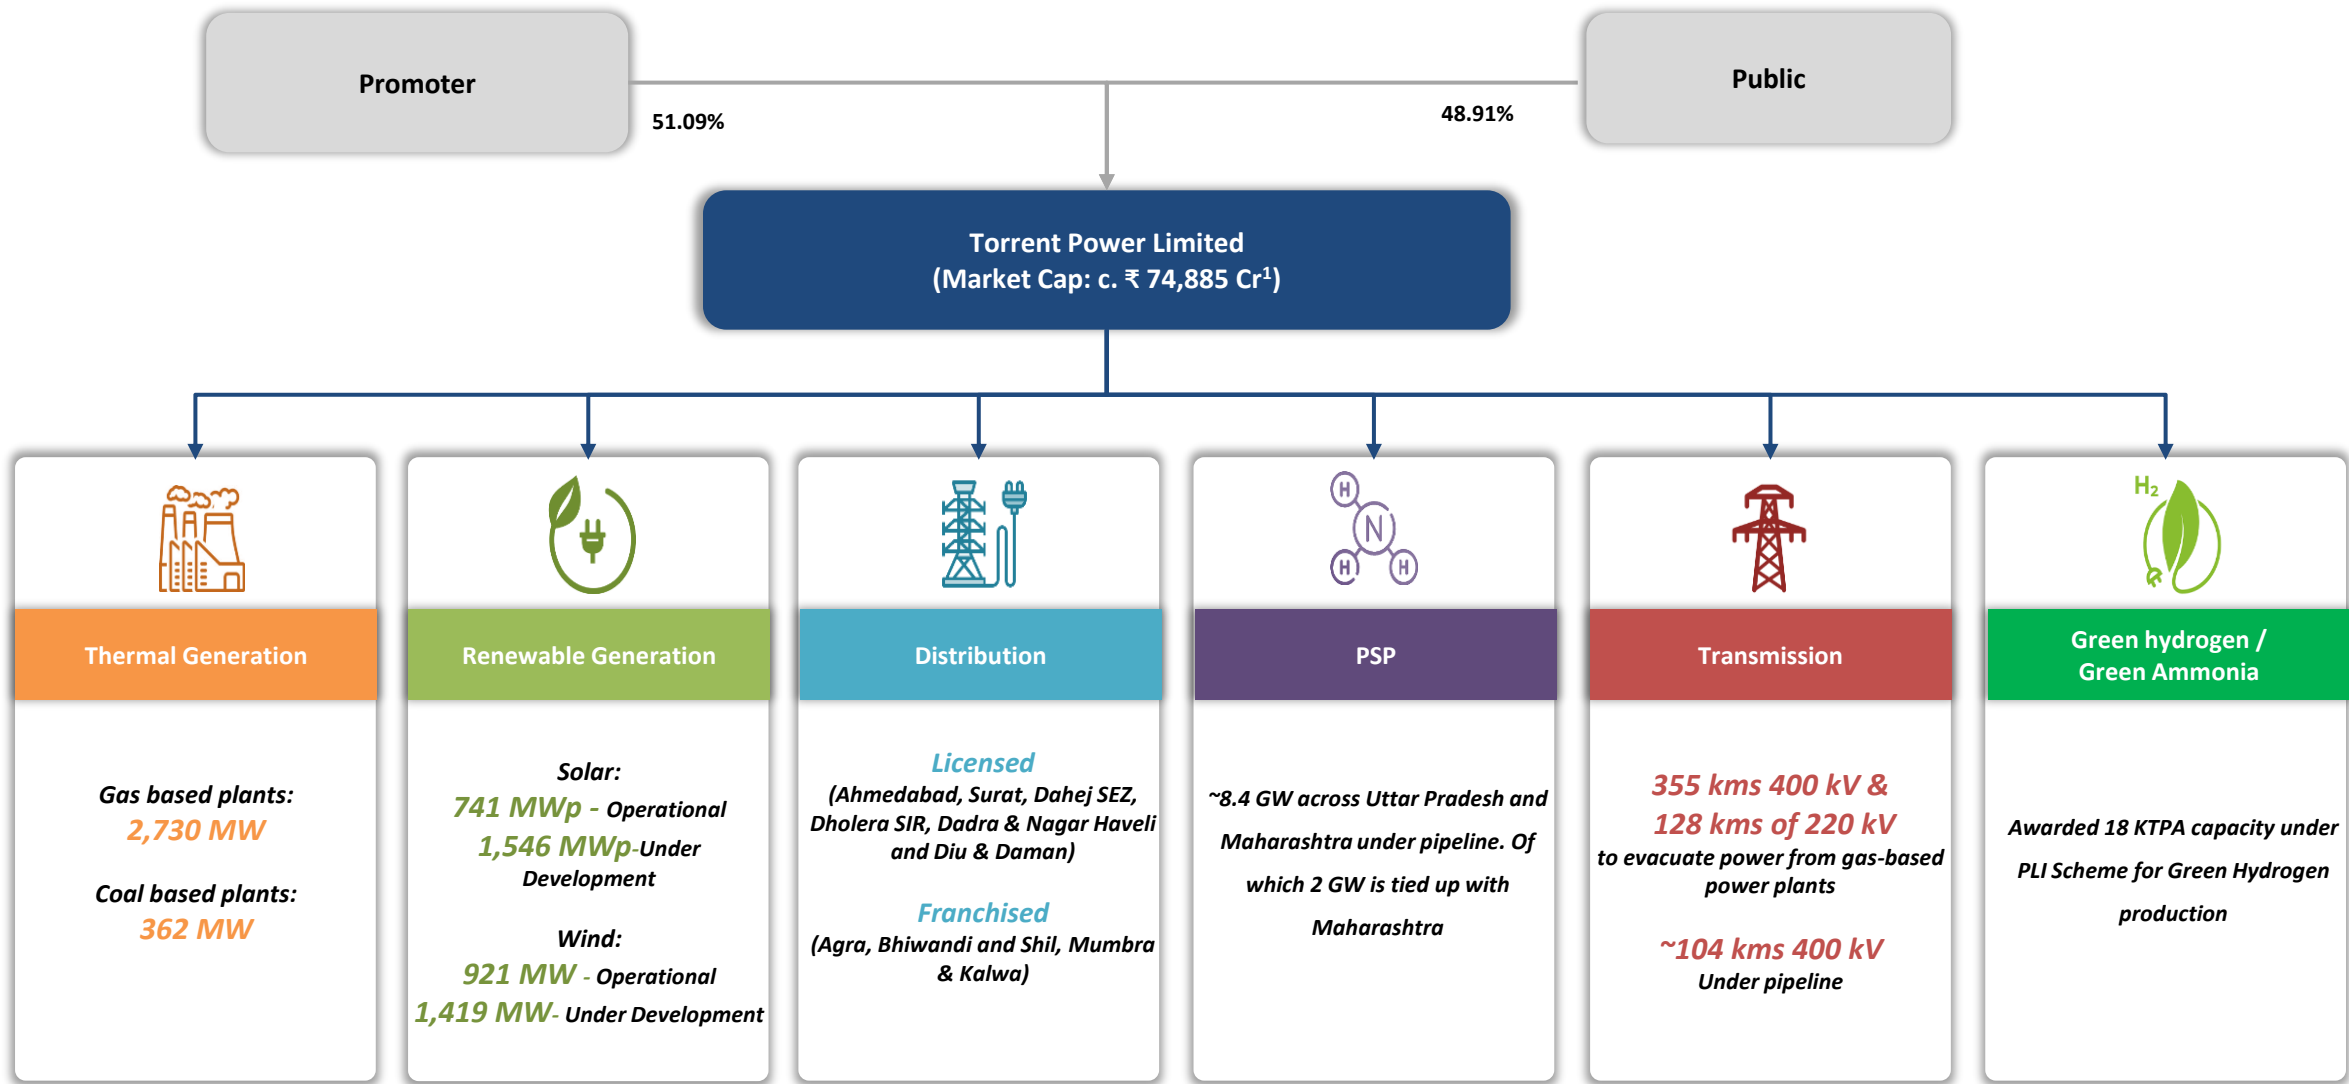 Promoter
Public
51.09%
48.91%
Torrent Power Limited
(Market Cap: c. ₹ 74,885 Cr¹)
Thermal Generation
Gas based plants:
2,730 MW
Coal based plants:
362 MW
Renewable Generation
Solar:
741 MWp - Operational
1,546 MWp-Under
Development
Wind:
921 MW - Operational
1,419 MW- Under Development
Distribution
Licensed
(Ahmedabad, Surat, Dahej SEZ,
Dholera SIR, Dadra & Nagar Haveli
and Diu & Daman)
Franchised
(Agra, Bhiwandi and Shil, Mumbra
& Kalwa)
H
N
H
H
PSP
~8.4 GW across Uttar Pradesh and
Maharashtra under pipeline. Of
which 2 GW is tied up with
Maharashtra
Transmission
355 kms 400 kV &
128 kms of 220 kV
to evacuate power from gas-based
power plants
~104 kms 400 kV
Under pipeline
H₂
Green hydrogen /
Green Ammonia
Awarded 18 KTPA capacity under
PLI Scheme for Green Hydrogen
production